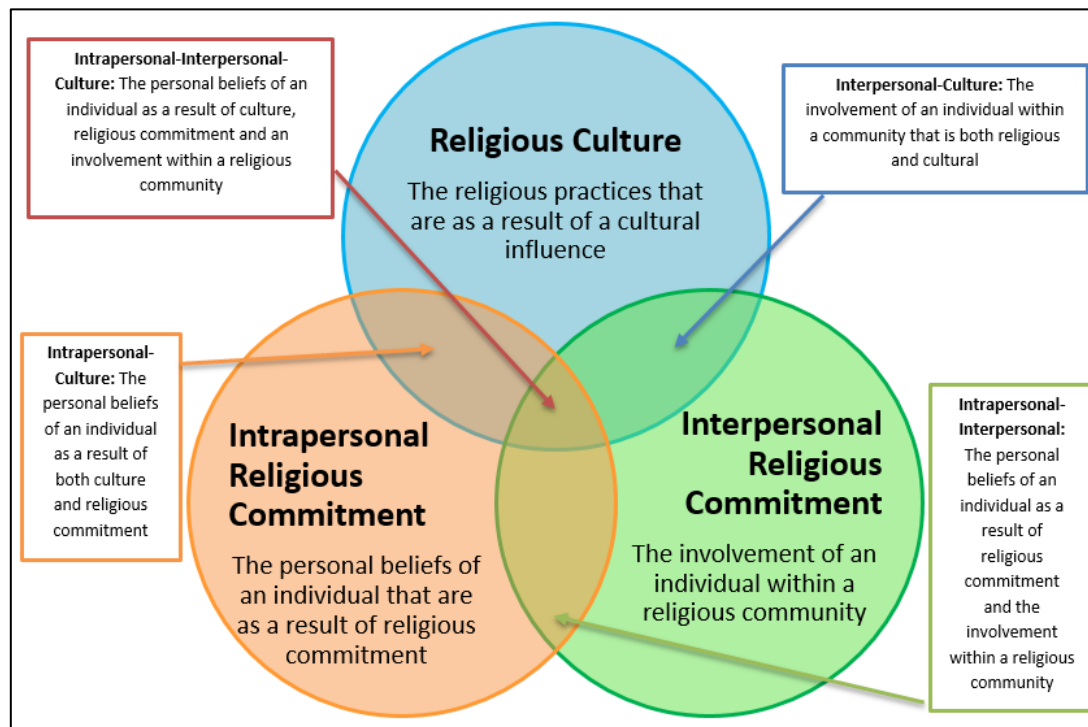 Intrapersonal-Interpersonal-
Culture: The personal beliefs of
an individual as a result of culture,
religious commitment and an
involvement within a religious
community
Interpersonal-Culture: The
involvement of an individual within
a community that is both religious
and cultural
Religious Culture
The religious practices that
are as a result of a cultural
influence
Intrapersonal-
Culture: The
personal beliefs
of an individual
as a result of
both culture
and religious
commitment
Intrapersonal
Religious
Commitment
The personal beliefs of
an individual that are
as a result of religious
commitment
Interpersonal
Religious
Commitment
The involvement of an
individual within a
religious community
Intrapersonal-
Interpersonal:
The personal
beliefs of an
individual as a
result of
religious
commitment
and the
involvement
within a religious
community